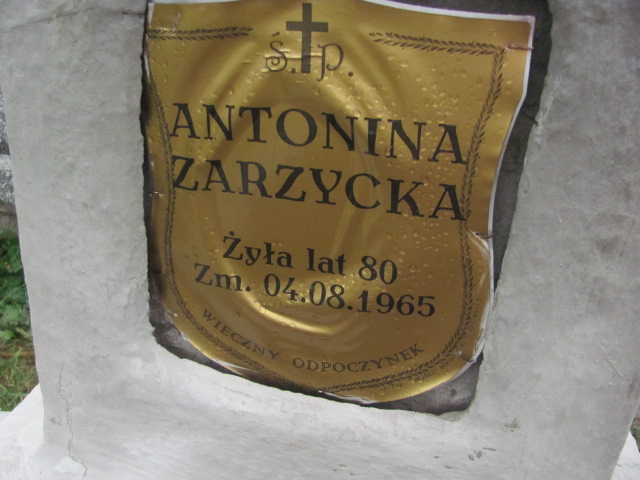 Ś. P.
ANTONINA
ZARZYCKA
Żyła lat 80
Zm. 04.08.1965
WIECZNY ODPOCZYNEK